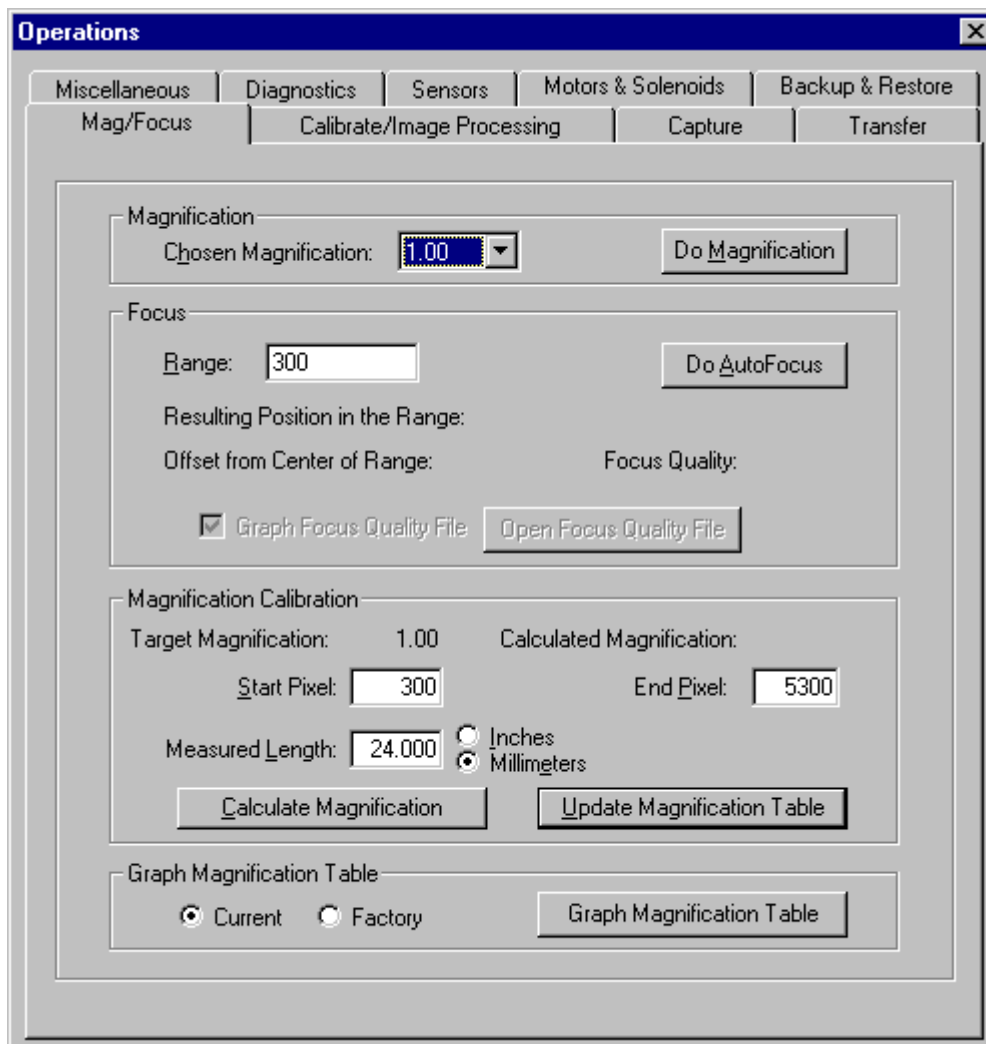 Operations
Miscellaneous Diagnostics Sensors Motors & Solenoids Backup & Restore
Mag/Focus Calibrate/Image Processing Capture Transfer
Magnification
Chosen Magnification: 1.00 Do Magnification
Focus
Range: 300 Do AutoFocus
Resulting Position in the Range:
Offset from Center of Range: Focus Quality:
Graph Focus Quality File Open Focus Quality File
Magnification Calibration
Target Magnification: 1.00 Calculated Magnification:
Start Pixel: 300 End Pixel: 5300
Measured Length: 24.000 Inches
Millimeters
Calculate Magnification Update Magnification Table
Graph Magnification Table
Current Factory Graph Magnification Table